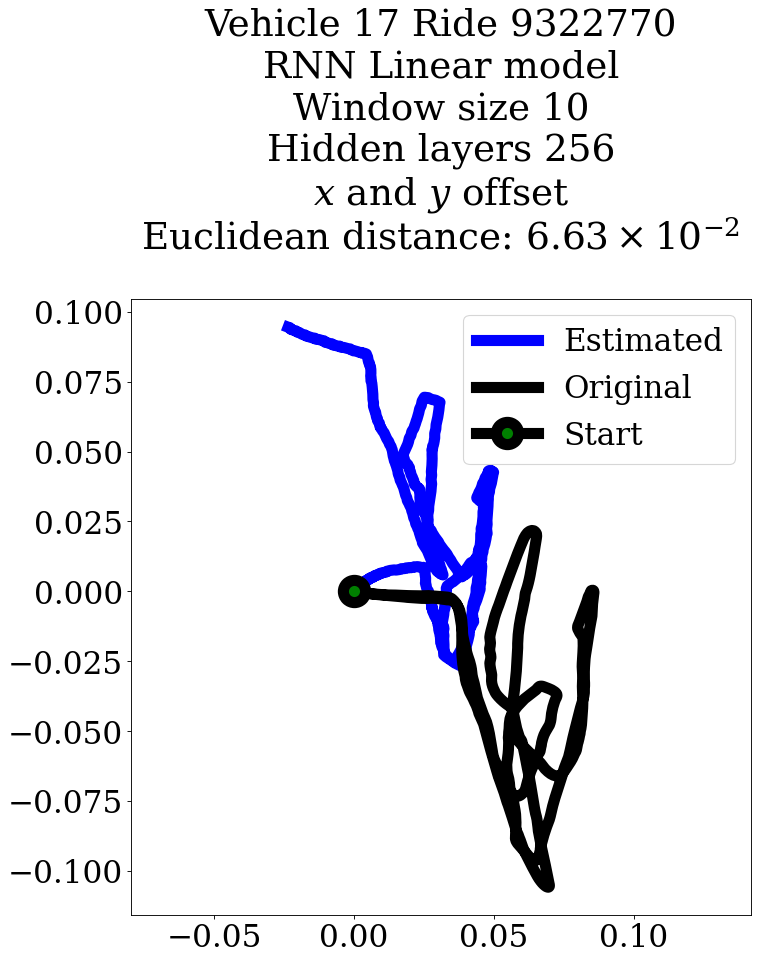 Vehicle 17 Ride 9322770
RNN Linear model
Window size 10
Hidden layers 256
x and y offset
Euclidean distance: 6.63 × 10⁻²
Estimated
Original
Start
0.100
0.075
0.050
0.025
0.000
−0.025
−0.050
−0.075
−0.100
−0.05 0.00 0.05 0.10